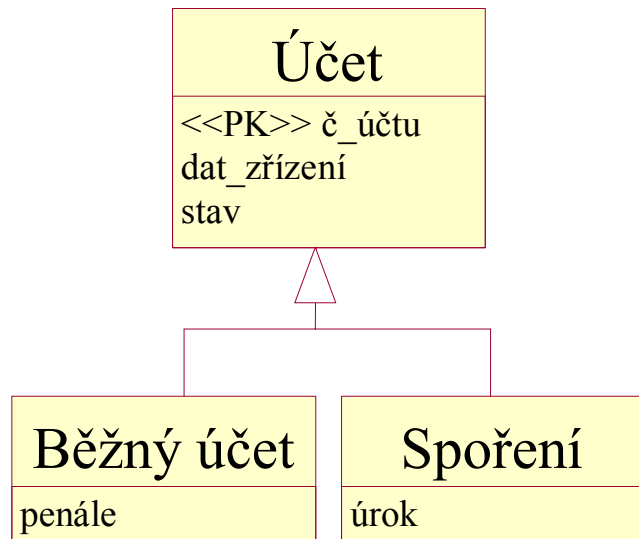 Účet
<<PK>> č_účtu
dat_zřízení
stav
Běžný účet
penále
Spoření
úrok